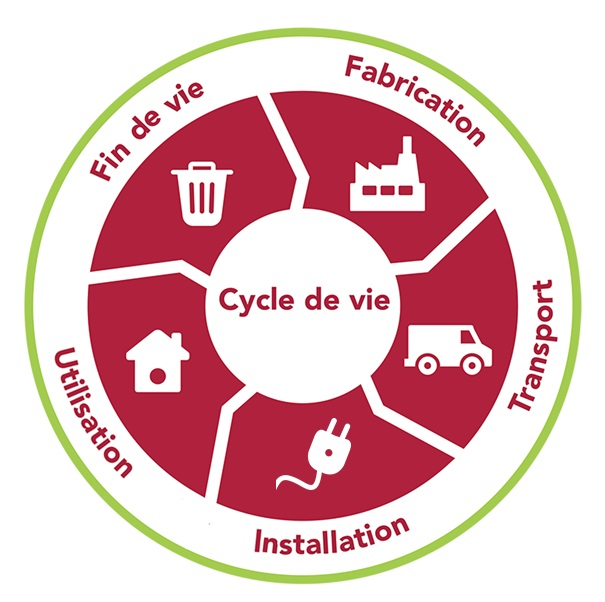 Fabrication
Transport
Installation
Utilisation
Fin de vie
Cycle de vie